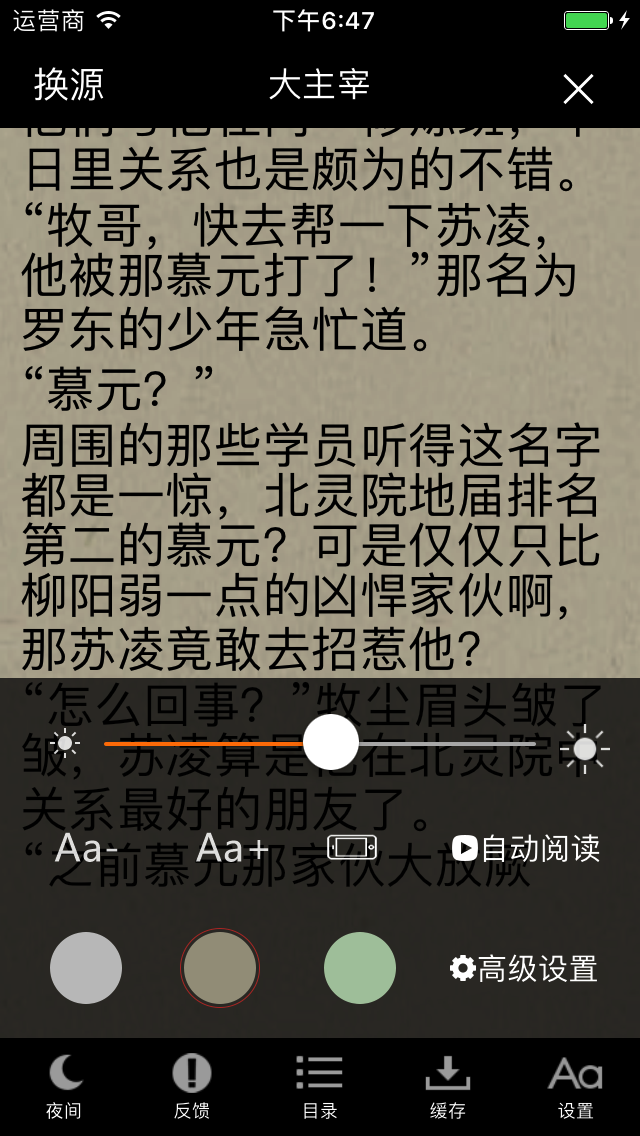 运营商 下午6:47
换源 大主宰
日里关系也是颇为的不错。
“牧哥，快去帮一下苏凌，
他被那慕元打了！”那名为
罗东的少年急忙道。
“慕元？”
周围的那些学员听得这名字
都是一惊，北灵院地届排名
第二的慕元？可是仅仅只比
柳阳弱一点的凶悍家伙啊，
那苏凌竟敢去招惹他？
“怎么回事？”牧尘眉头皱了
皱，苏凌算是他在北灵院中
关系最好的朋友了。
“之前慕元那家伙大放厥
Aa- Aa+ 自动阅读
高级设置
夜间 反馈 目录 缓存 Aa 设置